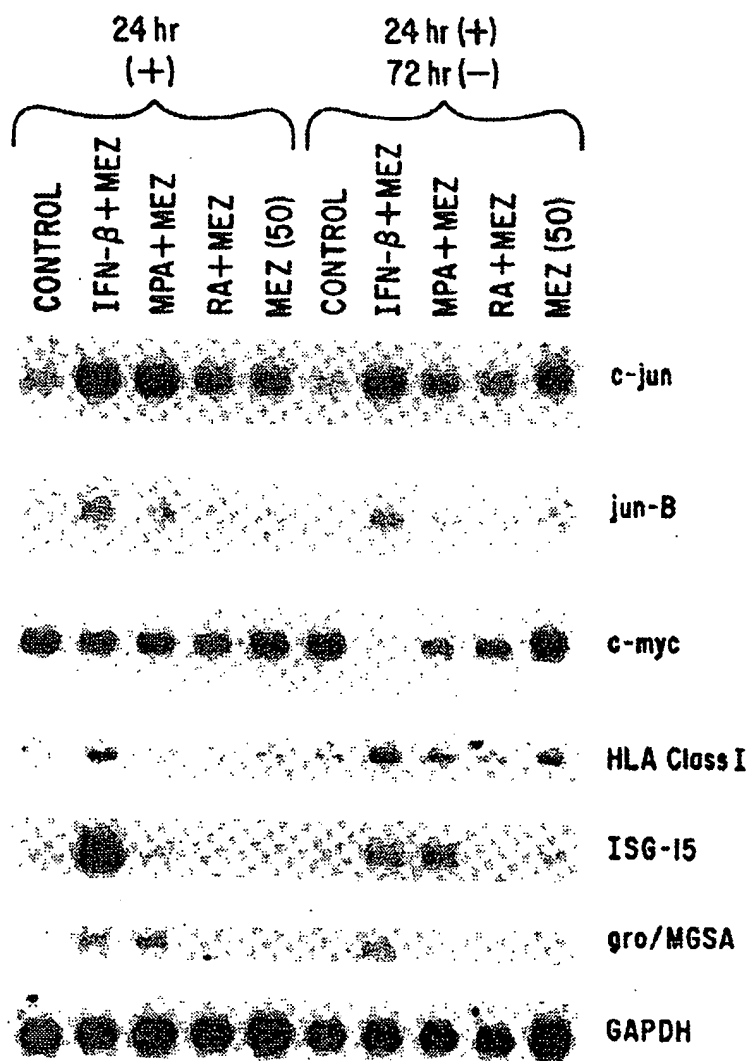 24 hr
(+)
24 hr (+)
72 hr (−)
CONTROL
IFN-β+MEZ
MPA+MEZ
RA+MEZ
MEZ (50)
CONTROL
IFN-β+MEZ
MPA+MEZ
RA+MEZ
MEZ (50)
c-jun
jun-B
c-myc
HLA Class I
ISG-15
gro/MGSA
GAPDH